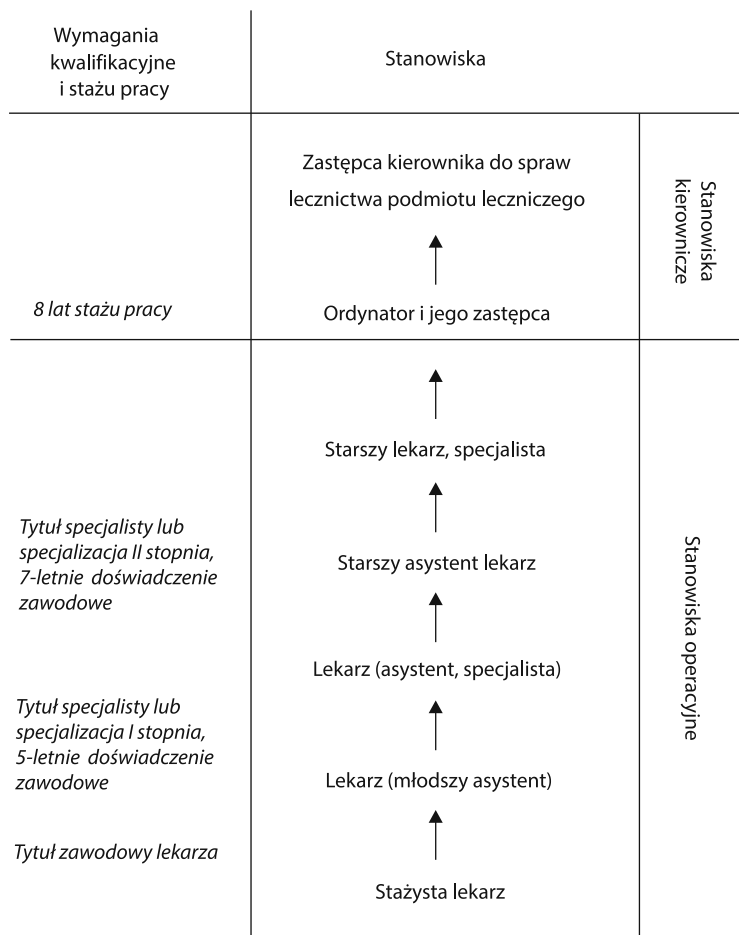 Wymagania
kwalifikacyjne
i stażu pracy
Stanowiska
Zastępca kierownika do spraw
lecznictwa podmiotu leczniczego
Stanowiska
kierownicze
8 lat stażu pracy
Ordynator i jego zastępca
Starszy lekarz, specjalista
Tytuł specjalisty lub
specjalizacja II stopnia,
7-letnie doświadczenie
zawodowe
Starszy asystent lekarz
Stanowiska operacyjne
Lekarz (asystent, specjalista)
Tytuł specjalisty lub
specjalizacja I stopnia,
5-letnie doświadczenie
zawodowe
Lekarz (młodszy asystent)
Tytuł zawodowy lekarza
Stażysta lekarz